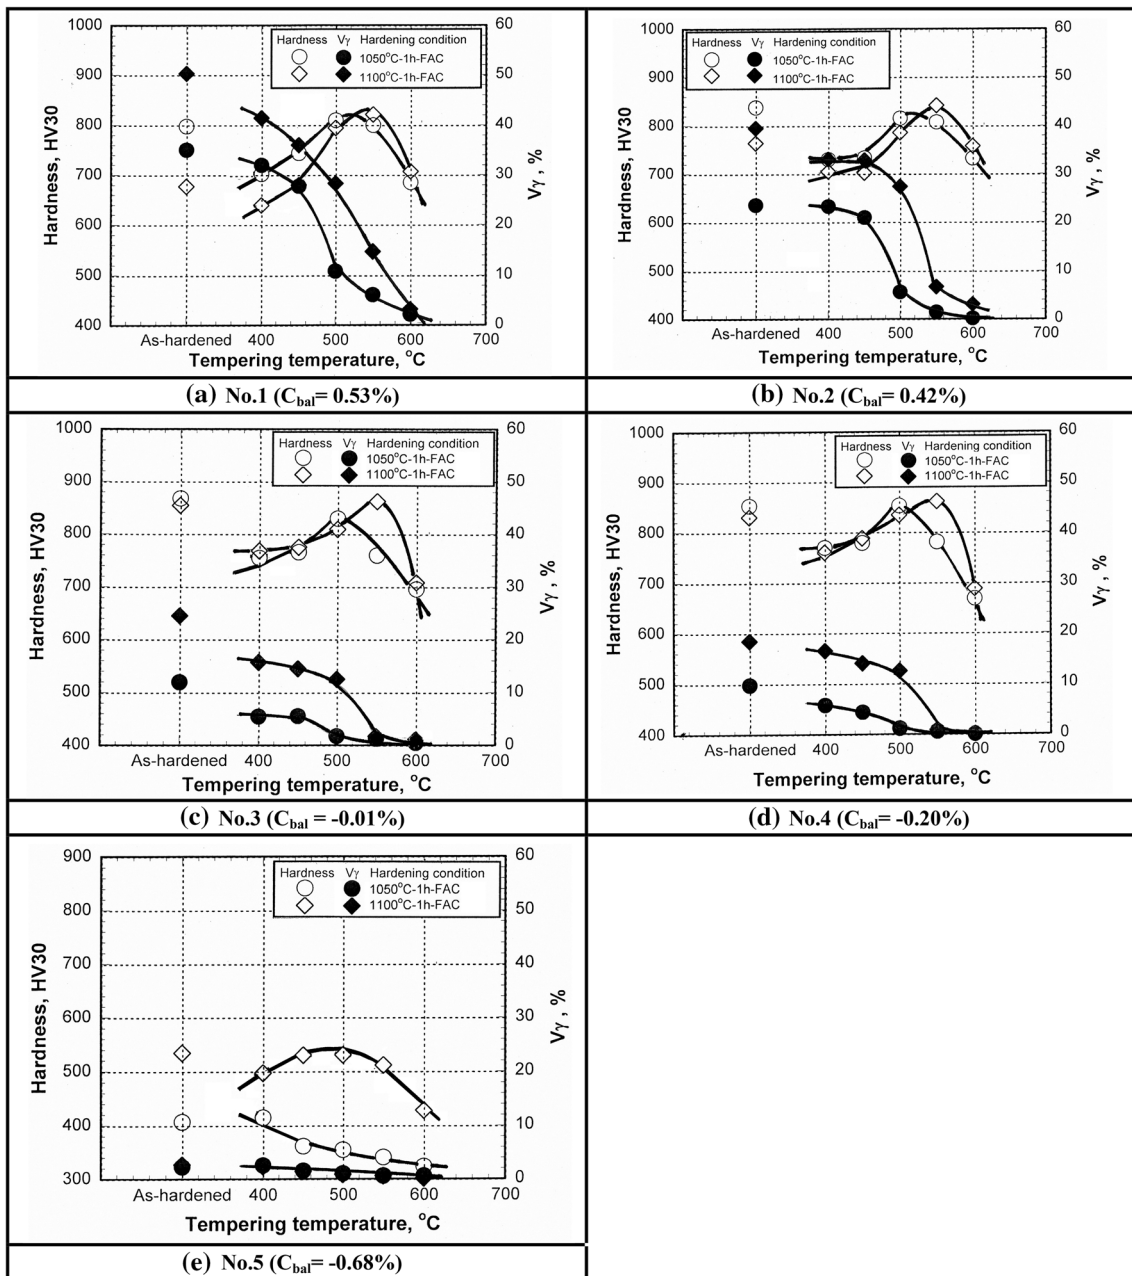 1000
900
800
700
600
500
400
Hardness, HV30
60
50
40
30
20
10
0
Vγ , %
Hardness Vγ Hardening condition
1050°C-1h-FAC
1100°C-1h-FAC
As-hardened 400 500 600 700
Tempering temperature, °C
(a) No.1 (Cbal= 0.53%)
1000
900
800
700
600
500
400
Hardness, HV30
60
50
40
30
20
10
0
Vγ , %
Hardness Vγ Hardening condition
1050°C-1h-FAC
1100°C-1h-FAC
As-hardened 400 500 600 700
Tempering temperature, °C
(b) No.2 (Cbal= 0.42%)
1000
900
800
700
600
500
400
Hardness, HV30
60
50
40
30
20
10
0
Vγ , %
Hardness Vγ Hardening condition
1050°C-1h-FAC
1100°C-1h-FAC
As-hardened 400 500 600 700
Tempering temperature, °C
(c) No.3 (Cbal = -0.01%)
1000
900
800
700
600
500
400
Hardness, HV30
60
50
40
30
20
10
0
Vγ , %
Hardness Vγ Hardening condition
1050°C-1h-FAC
1100°C-1h-FAC
As-hardened 400 500 600 700
Tempering temperature, °C
(d) No.4 (Cbal= -0.20%)
900
800
700
600
500
400
300
Hardness, HV30
60
50
40
30
20
10
0
Vγ , %
Hardness Vγ Hardening condition
1050°C-1h-FAC
1100°C-1h-FAC
As-hardened 400 500 600 700
Tempering temperature, °C
(e) No.5 (Cbal= -0.68%)